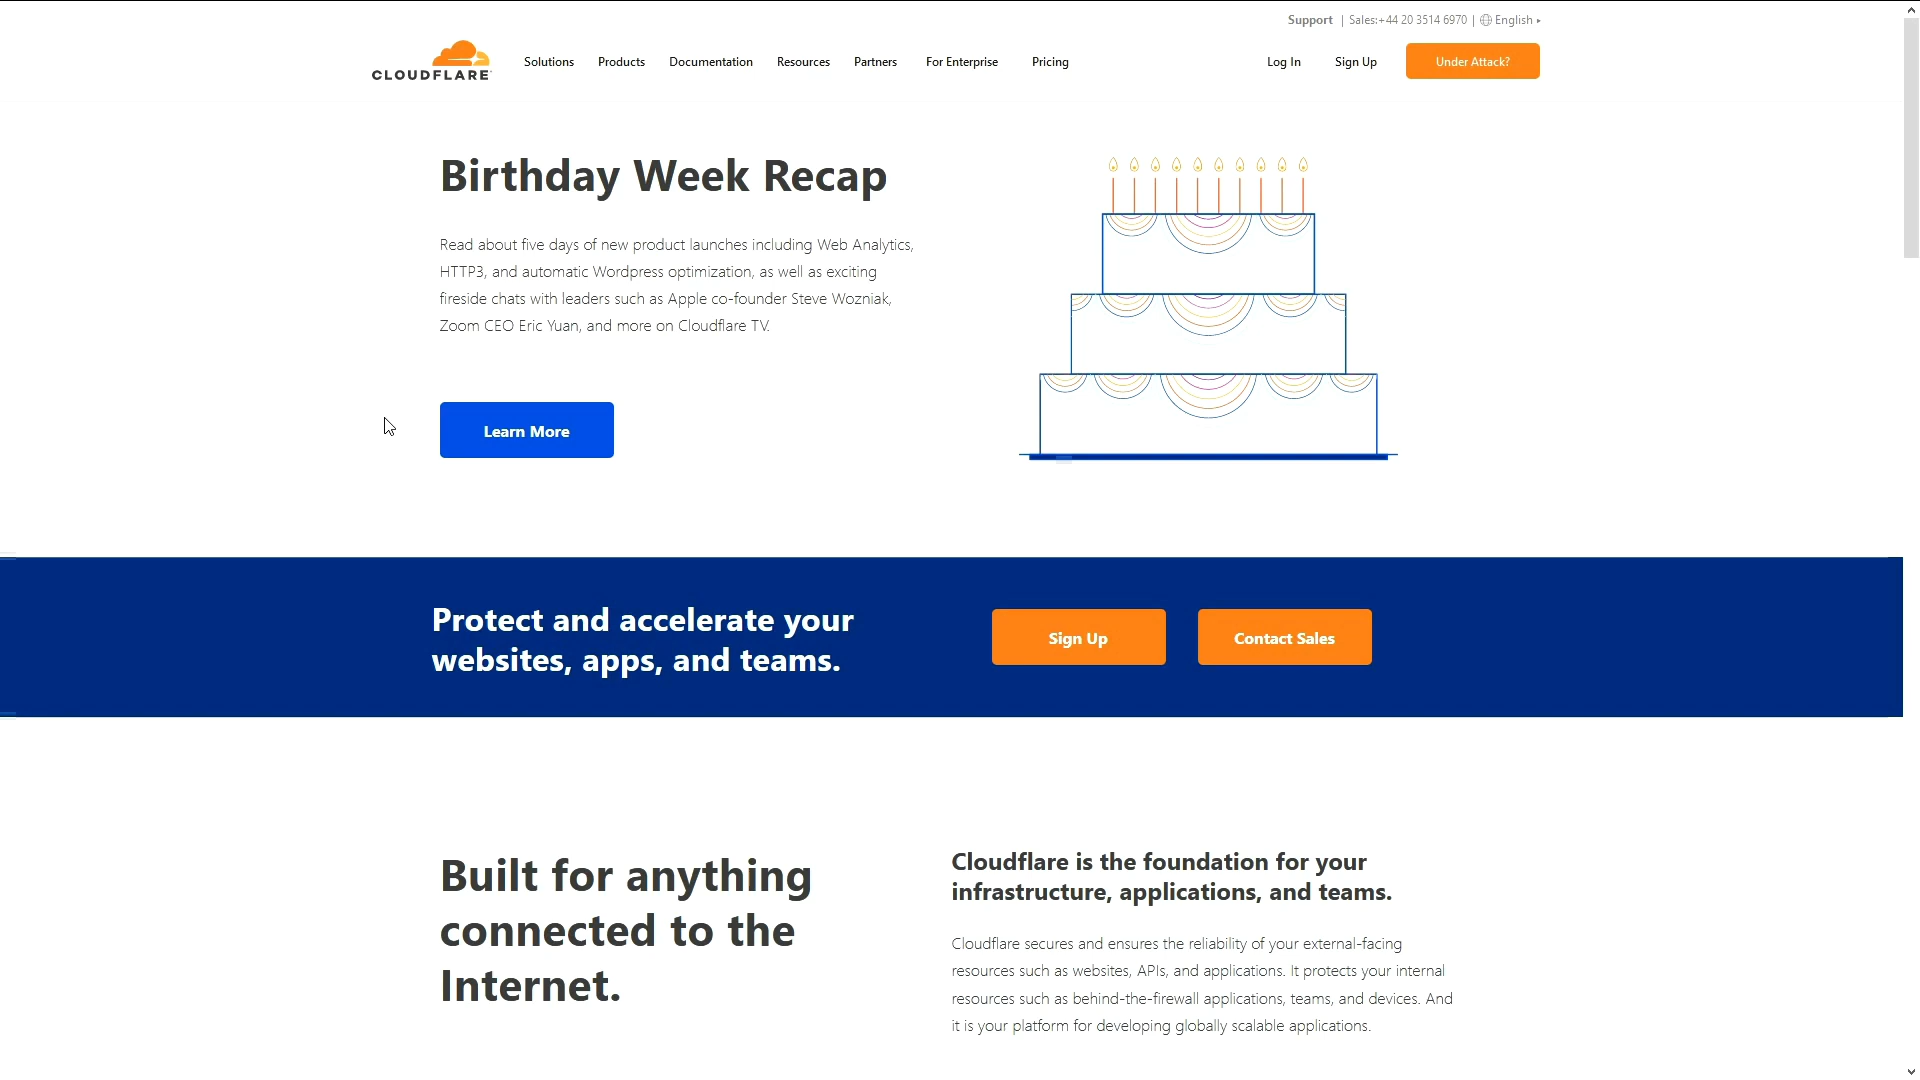 Support | Sales:+44 20 3514 6970 | English
CLOUDFLARE
Solutions Products Documentation Resources Partners For Enterprise Pricing Log In Sign Up Under Attack?
Birthday Week Recap
Read about five days of new product launches including Web Analytics,
HTTP3, and automatic Wordpress optimization, as well as exciting
fireside chats with leaders such as Apple co-founder Steve Wozniak,
Zoom CEO Eric Yuan, and more on Cloudflare TV.
Learn More
Protect and accelerate your
websites, apps, and teams.
Sign Up Contact Sales
Built for anything
connected to the
Internet.
Cloudflare is the foundation for your
infrastructure, applications, and teams.
Cloudflare secures and ensures the reliability of your external-facing
resources such as websites, APIs, and applications. It protects your internal
resources such as behind-the-firewall applications, teams, and devices. And
it is your platform for developing globally scalable applications.